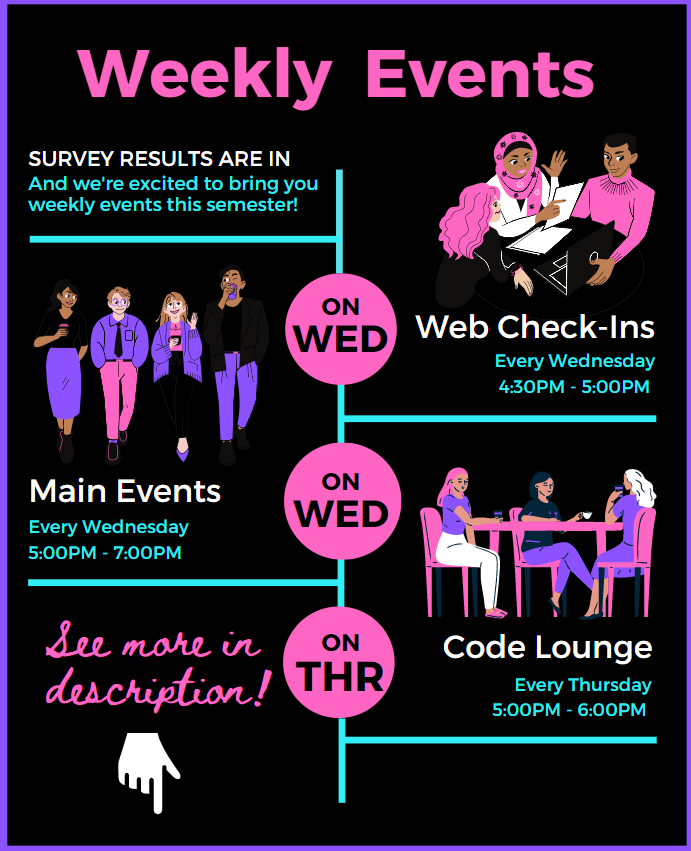 Weekly Events
SURVEY RESULTS ARE IN
And we're excited to bring you
weekly events this semester!
ON
WED
Web Check-Ins
Every Wednesday
4:30PM - 5:00PM
ON
WED
Main Events
Every Wednesday
5:00PM - 7:00PM
ON
THR
Code Lounge
Every Thursday
5:00PM - 6:00PM
See more in
description!